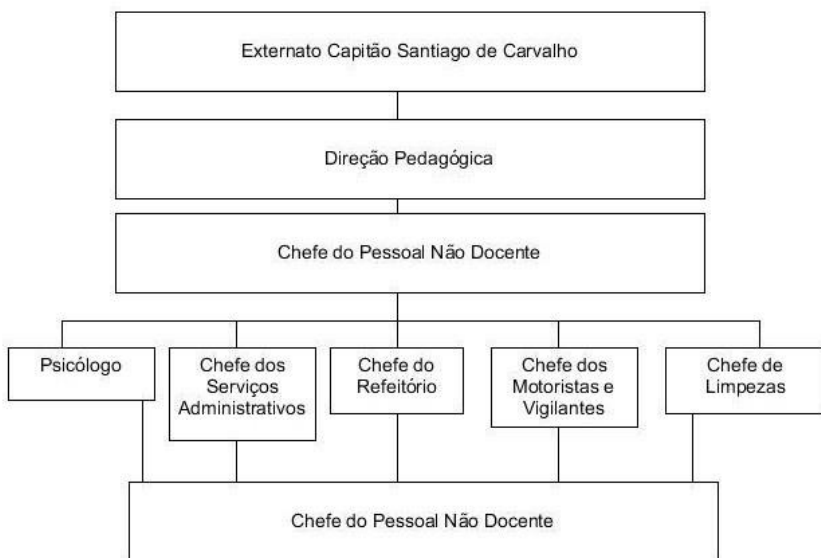 Externato Capitão Santiago de Carvalho
Direção Pedagógica
Chefe do Pessoal Não Docente
Psicólogo
Chefe dos
Serviços
Administrativos
Chefe do
Refeitório
Chefe dos
Motoristas e
Vigilantes
Chefe de
Limpezas
Chefe do Pessoal Não Docente